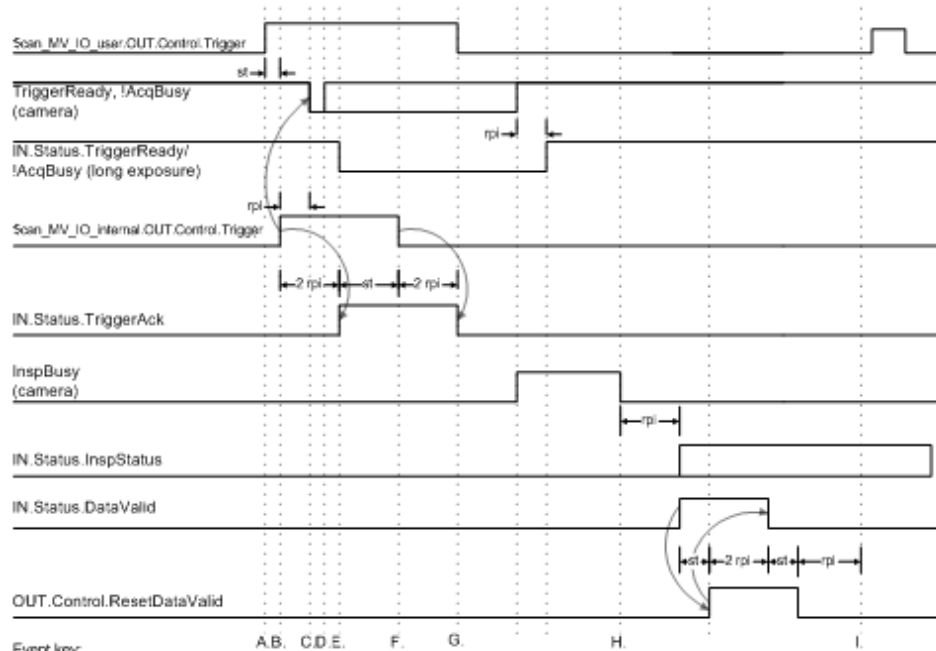 Scan_MV_IO_user.OUT.Control.Trigger
st
TriggerReady, !AcqBusy
(camera)
rpi
IN.Status.TriggerReady/
!AcqBusy (long exposure)
rpi
Scan_MV_IO_internal.OUT.Control.Trigger
2 rpi st 2 rpi
IN.Status.TriggerAck
InspBusy
(camera)
rpi
IN.Status.InspStatus
IN.Status.DataValid
st 2 rpi st rpi
OUT.Control.ResetDataValid
A. B. C. D. E. F. G. H. I.
Event key: